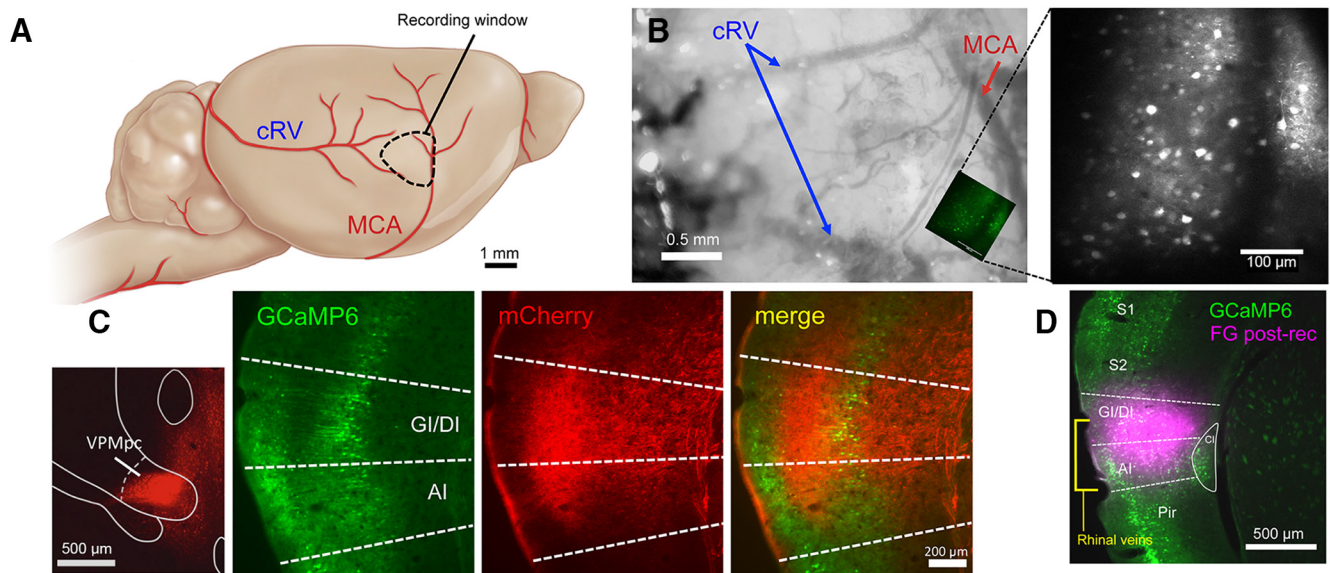 A
Recording window
cRV
MCA
1 mm
B
cRV
MCA
0.5 mm
100 µm
C
VPMpc
500 µm
GCaMP6
GI/DI
AI
mCherry
merge
200 µm
D
GCaMP6
FG post-rec
S1
S2
GI/DI
Cl
AI
Pir
Rhinal veins
500 µm